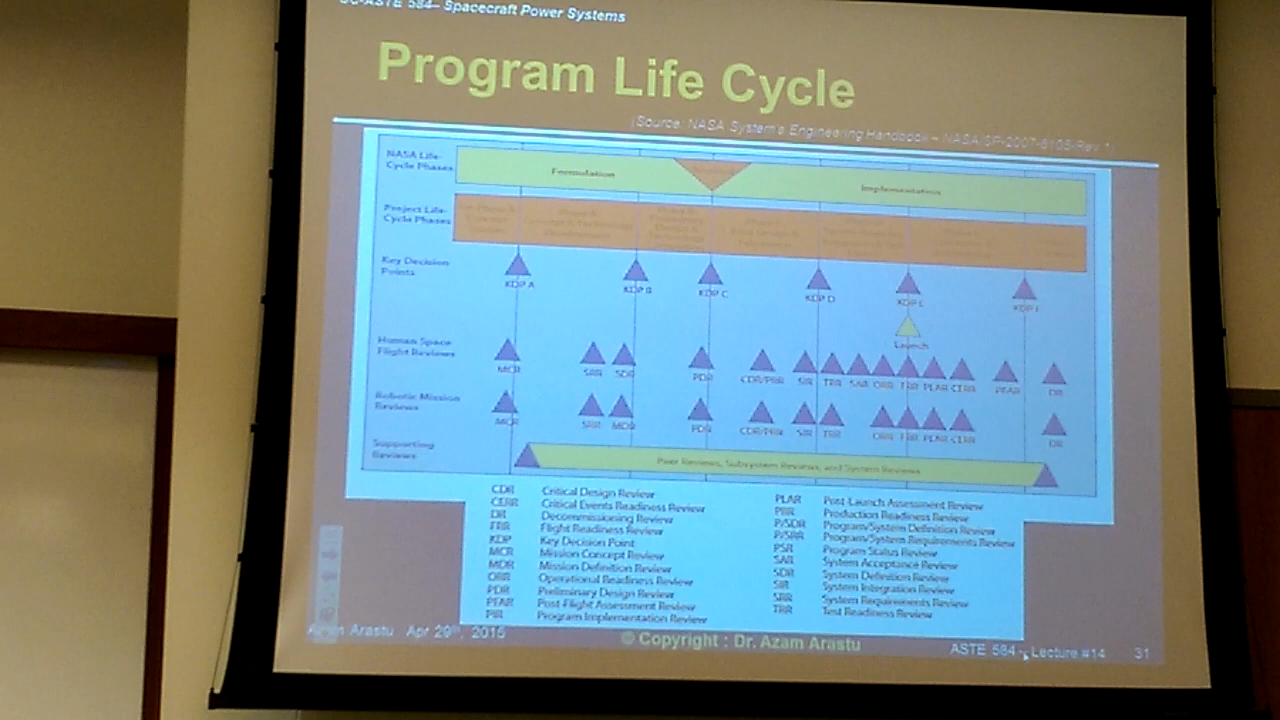 ASTE 584– Spacecraft Power Systems
Program Life Cycle
(Source: NASA System's Engineering Handbook – NASA/SP-2007-6105-Rev 1)
NASA Life-
Cycle Phases
Formulation
Implementation
Project Life-
Cycle Phases
Key Decision
Points
KDP A
KDP B
KDP C
KDP D
KDP E
KDP F
Launch
Human Space
Flight Reviews
MCR
SRR
SDR
PDR
CDR/PRR
SIR
TRR
SAR
ORR
FRR
PLAR
CERR
PFAR
DR
Robotic Mission
Reviews
MCR
SRR
MDR
PDR
CDR/PRR
SIR
TRR
ORR
FRR
PLAR
CERR
DR
Supporting
Reviews
Peer Reviews, Subsystem Reviews, and System Reviews
CDR Critical Design Review
CERR Critical Events Readiness Review
DR Decommissioning Review
FRR Flight Readiness Review
KDP Key Decision Point
MCR Mission Concept Review
MDR Mission Definition Review
ORR Operational Readiness Review
PDR Preliminary Design Review
PFAR Post-Flight Assessment Review
PIR Program Implementation Review
PLAR Post-Launch Assessment Review
PRR Production Readiness Review
P/SDR Program/System Definition Review
P/SRR Program/System Requirements Review
PSR Program Status Review
SAR System Acceptance Review
SDR System Definition Review
SIR System Integration Review
SRR System Requirements Review
TRR Test Readiness Review
Azam Arastu Apr 29th, 2015
© Copyright : Dr. Azam Arastu
ASTE 584 - Lecture #14
31